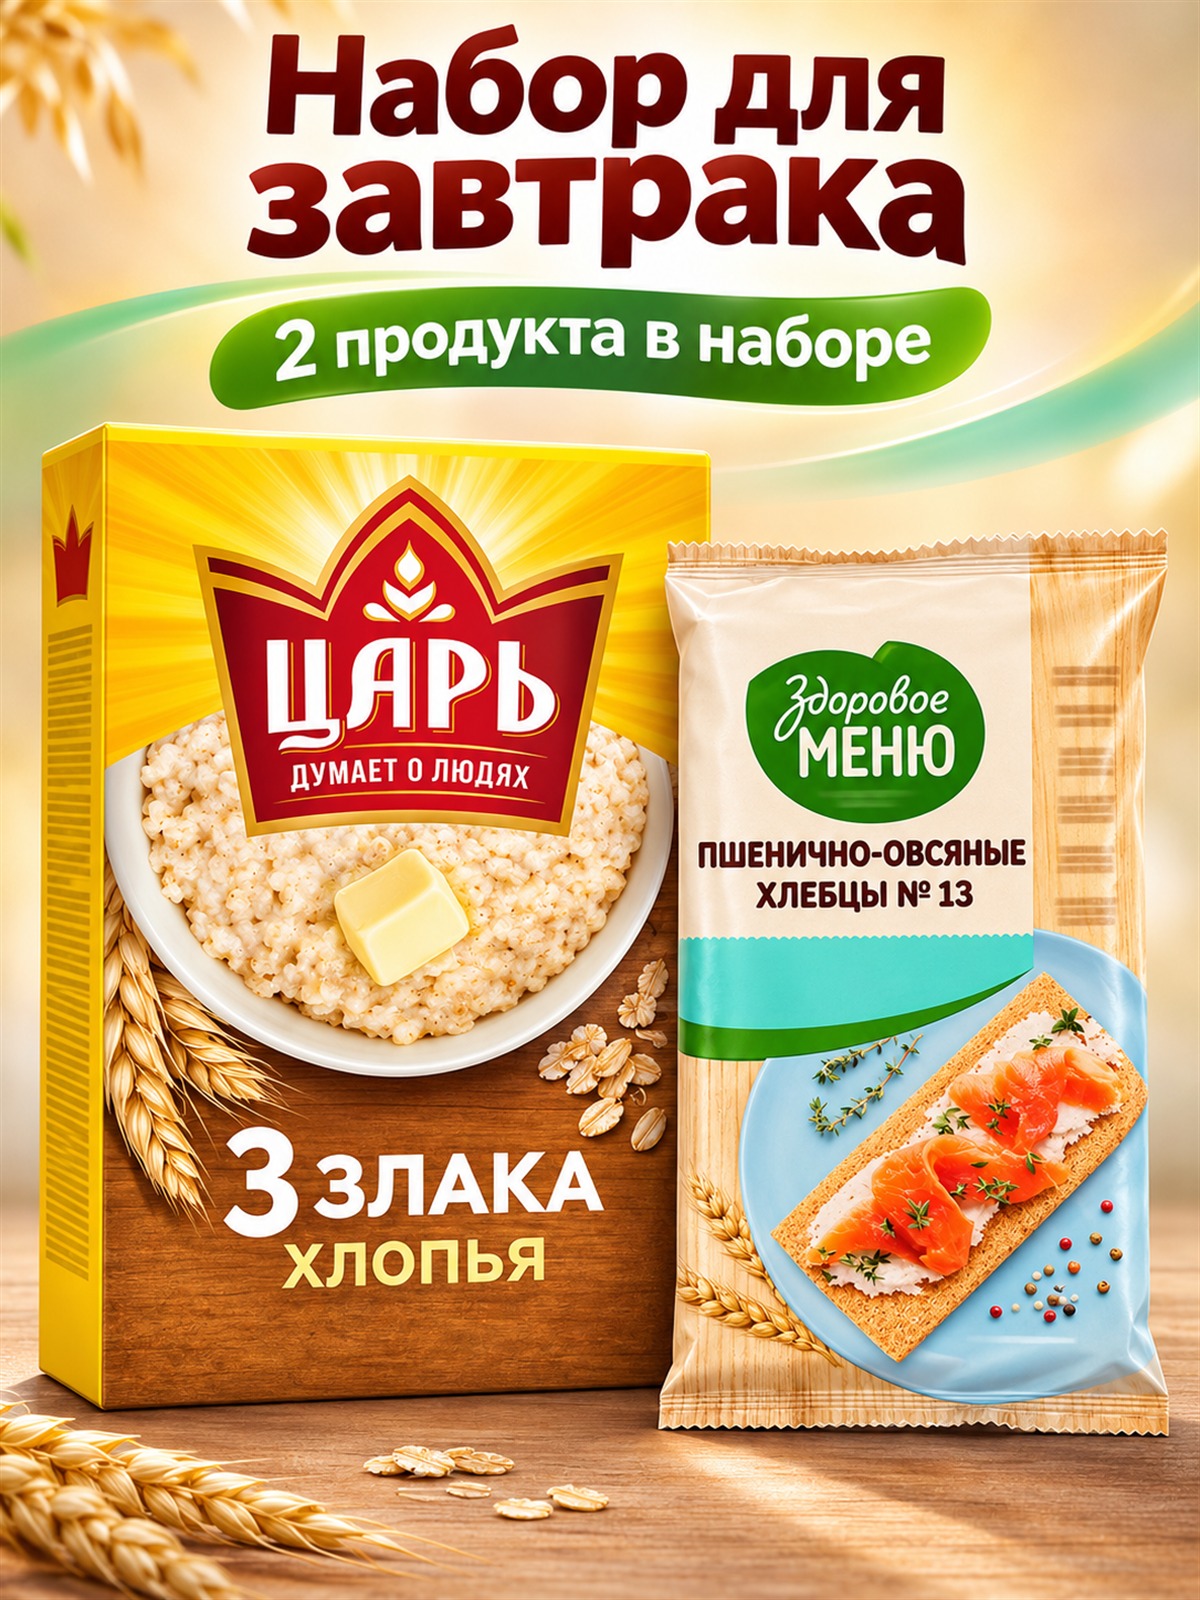 Набор для
завтрака
2 продукта в наборе
ЦАРЬ
ДУМАЕТ О ЛЮДЯХ
3 ЗЛАКА
ХЛОПЬЯ
Здоровое
МЕНЮ
ПШЕНИЧНО-ОВСЯНЫЕ
ХЛЕБЦЫ № 13